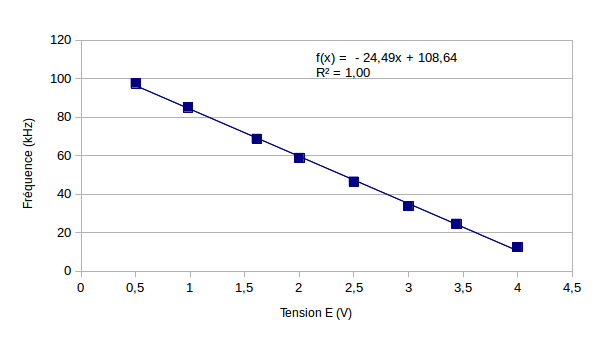 f(x) =  - 24,49x + 108,64
R² = 1,00
120
100
80
60
40
20
0
0 0,5 1 1,5 2 2,5 3 3,5 4 4,5
Fréquence (kHz)
Tension E (V)